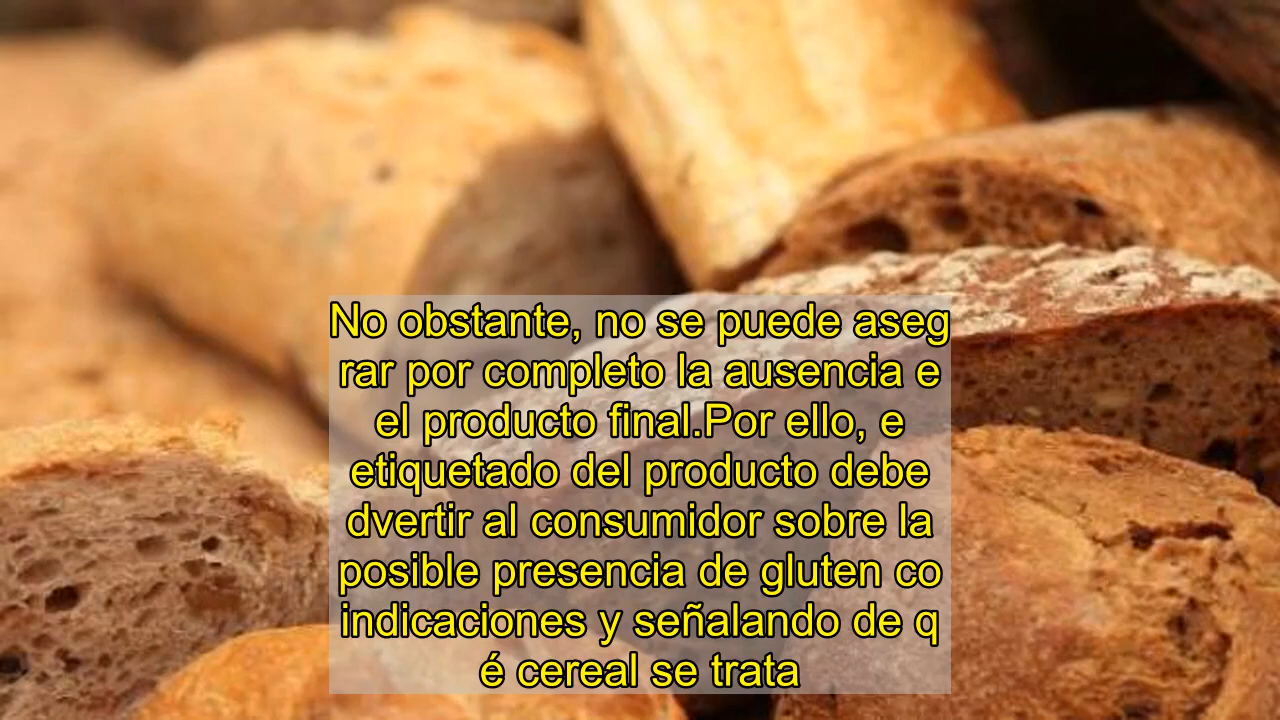 No obstante, no se puede aseg
rar por completo la ausencia e
el producto final.Por ello, e
etiquetado del producto debe
dvertir al consumidor sobre la
posible presencia de gluten co
indicaciones y señalando de q
é cereal se trata